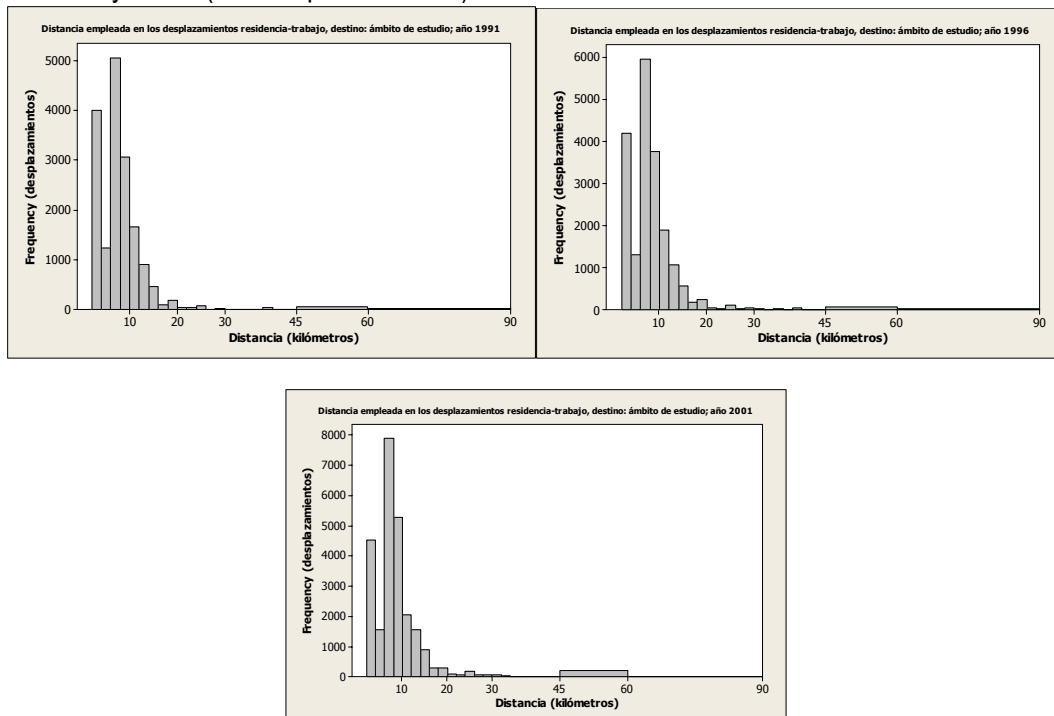 Distancia empleada en los desplazamientos residencia-trabajo, destino: ámbito de estudio; año 1991
Frequency (desplazamientos)
5000
4000
3000
2000
1000
0
10 20 30 45 60 90
Distancia (kilómetros)
Distancia empleada en los desplazamientos residencia-trabajo, destino: ámbito de estudio; año 1996
Frequency (desplazamientos)
6000
5000
4000
3000
2000
1000
0
10 20 30 45 60 90
Distancia (kilómetros)
Distancia empleada en los desplazamientos residencia-trabajo, destino: ámbito de estudio; año 2001
Frequency (desplazamientos)
8000
7000
6000
5000
4000
3000
2000
1000
0
10 20 30 45 60 90
Distancia (kilómetros)